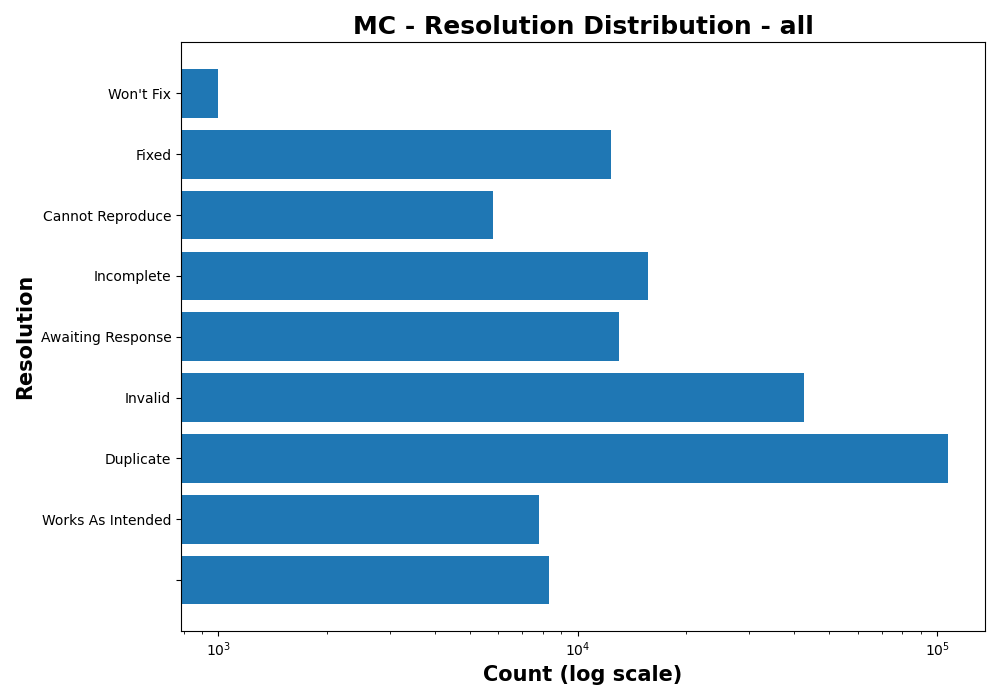 MC - Resolution Distribution - all
Won't Fix
Fixed
Cannot Reproduce
Incomplete
Awaiting Response
Invalid
Duplicate
Works As Intended
Resolution
10³ 10⁴ 10⁵
Count (log scale)